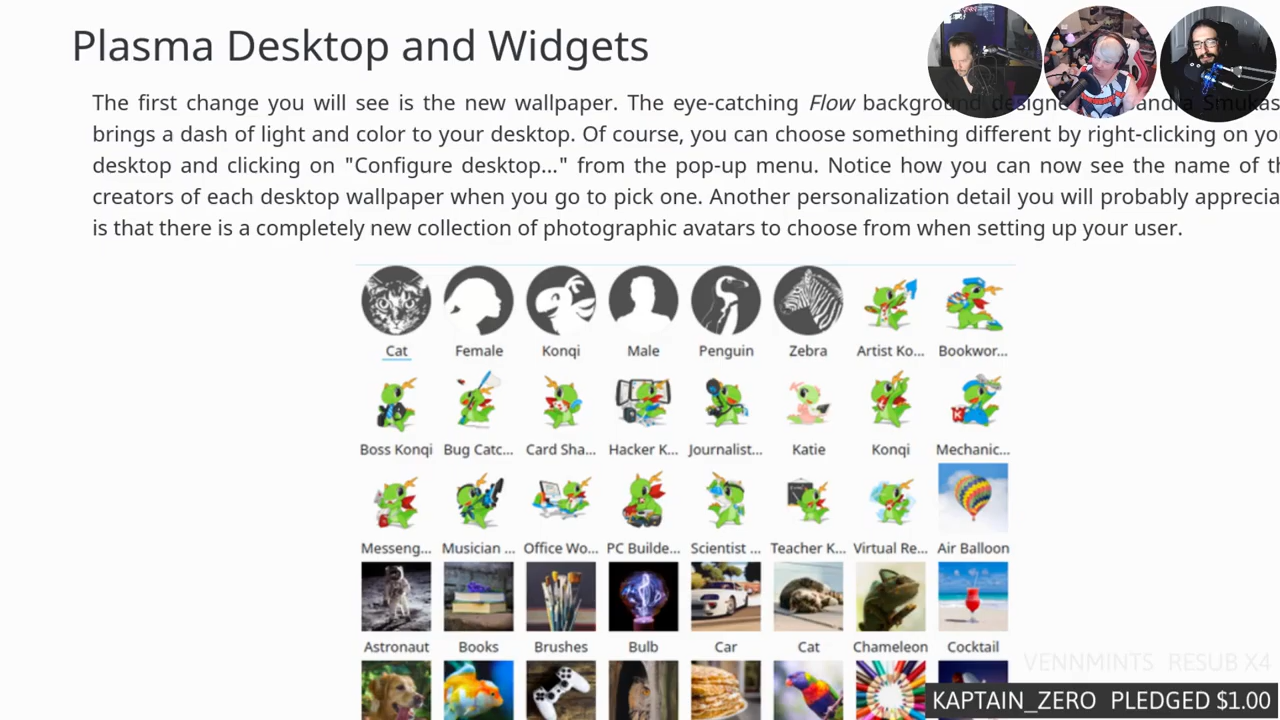 Plasma Desktop and Widgets
The first change you will see is the new wallpaper. The eye-catching Flow background
brings a dash of light and color to your desktop. Of course, you can choose something different by right-clicking on yo
desktop and clicking on "Configure desktop..." from the pop-up menu. Notice how you can now see the name of th
creators of each desktop wallpaper when you go to pick one. Another personalization detail you will probably apprecia
is that there is a completely new collection of photographic avatars to choose from when setting up your user.
Cat Female Konqi Male Penguin Zebra Artist Ko... Bookwor...
Boss Konqi Bug Catc... Card Sha... Hacker K... Journalist... Katie Konqi Mechanic...
Messeng... Musician ... Office Wo... PC Builde... Scientist ... Teacher K... Virtual Re... Air Balloon
Astronaut Books Brushes Bulb Car Cat Chameleon Cocktail
VENNMINTS RESUB X4
KAPTAIN_ZERO PLEDGED $1.00